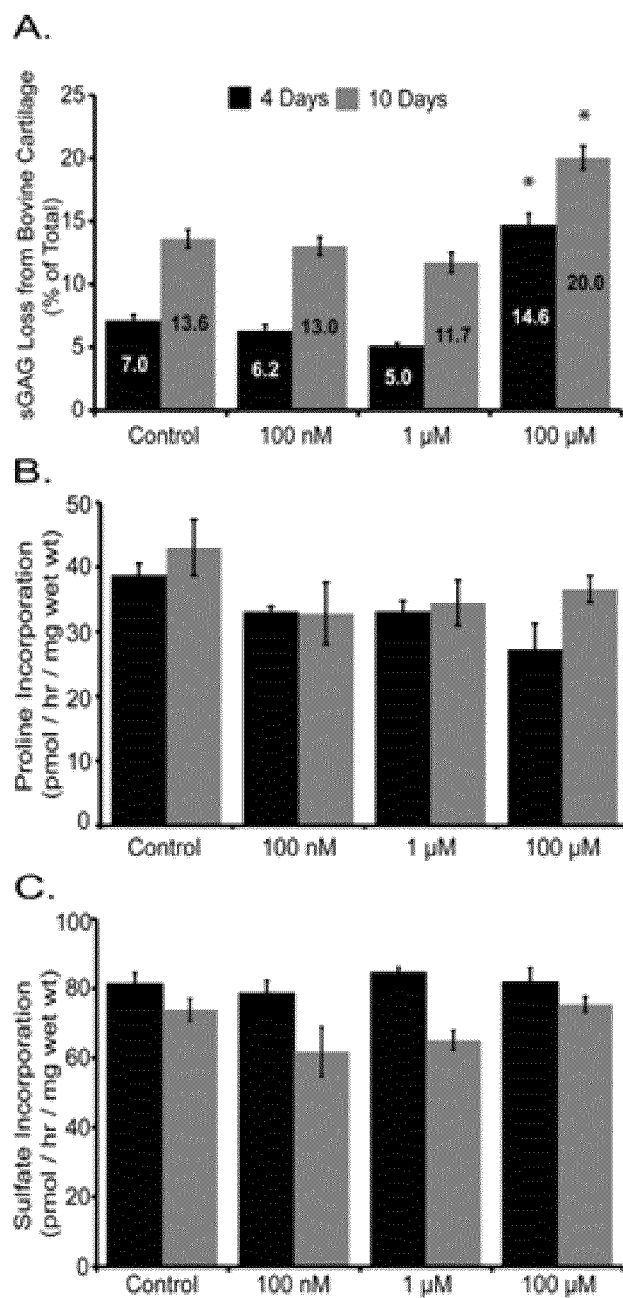 A.
sGAG Loss from Bovine Cartilage
(% of Total)
25
20
15
10
5
0
4 Days
10 Days
*
*
7.0
13.6
6.2
13.0
5.0
11.7
14.6
20.0
Control
100 nM
1 µM
100 µM
B.
Proline Incorporation
(pmol / hr / mg wet wt)
50
40
30
20
10
0
Control
100 nM
1 µM
100 µM
C.
Sulfate Incorporation
(pmol / hr / mg wet wt)
100
80
60
40
20
0
Control
100 nM
1 µM
100 µM